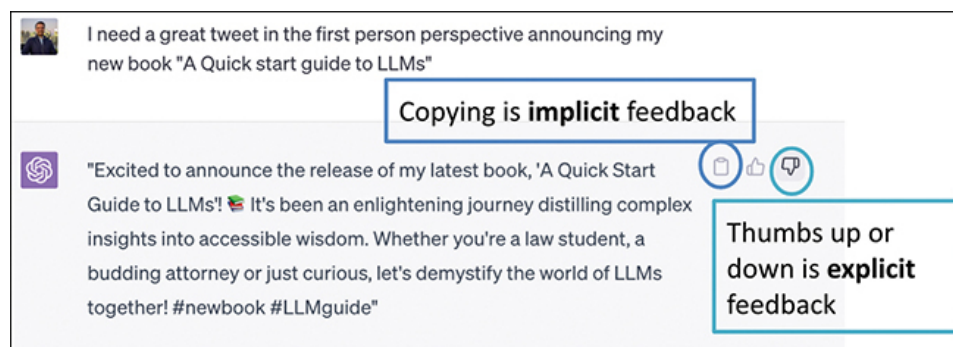 I need a great tweet in the first person perspective announcing my
new book "A Quick start guide to LLMs"
Copying is implicit feedback
"Excited to announce the release of my latest book, 'A Quick Start
Guide to LLMs'! 📚 It's been an enlightening journey distilling complex
insights into accessible wisdom. Whether you're a law student, a
budding attorney or just curious, let's demystify the world of LLMs
together! #newbook #LLMguide"
Thumbs up or
down is explicit
feedback